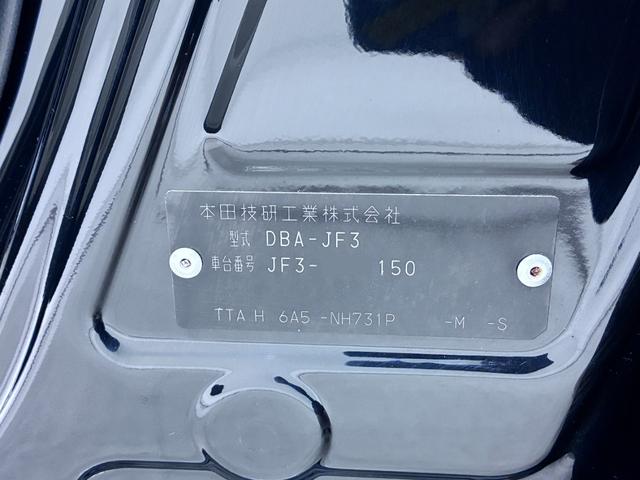 本田技研工業株式会社
型式 DBA-JF3
車台番号 JF3- 150
TTA H 6A5 -NH731P -M -S